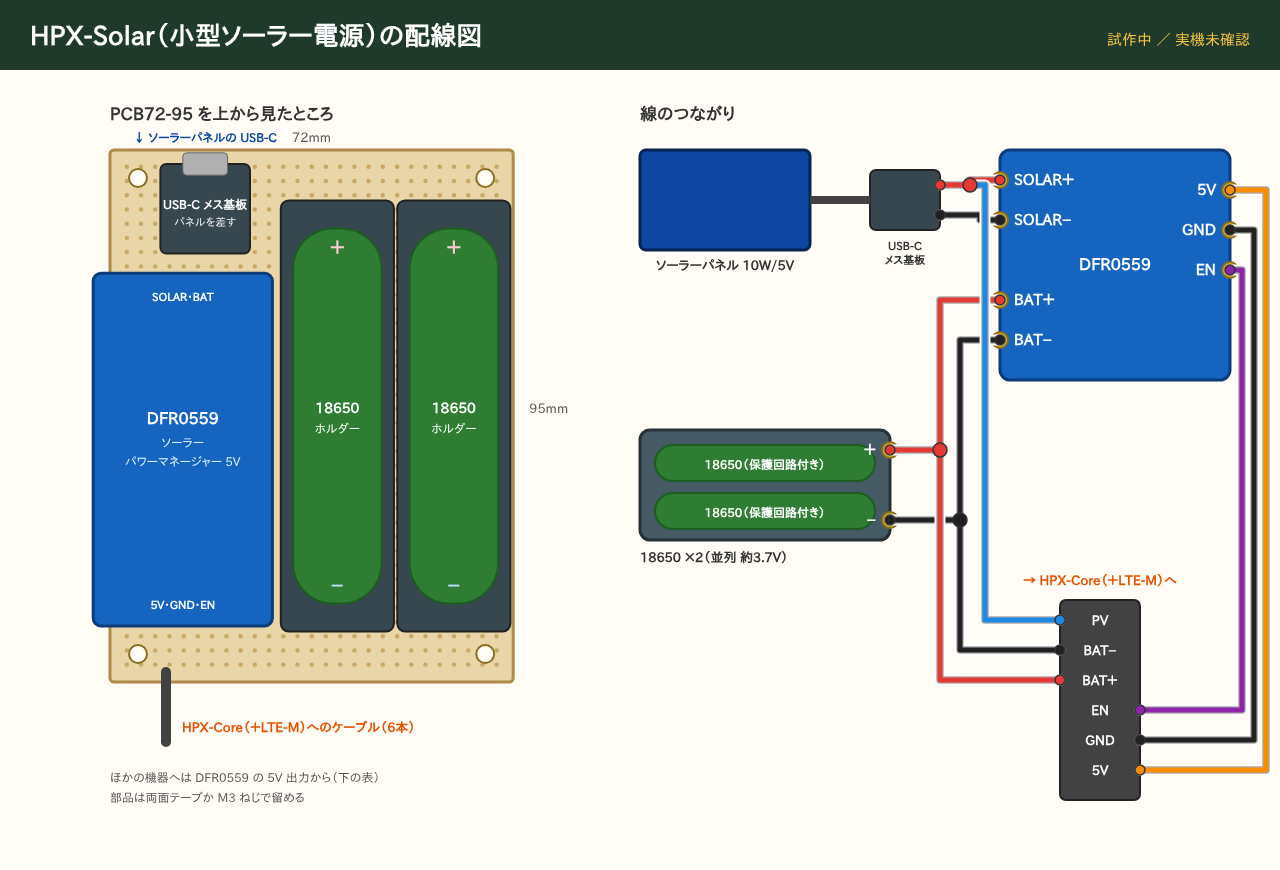 HPX-Solar(小型ソーラー電源)の配線図
試作中 ／ 実機未確認
PCB72-95 を上から見たところ
↓ ソーラーパネルの USB-C
72mm
USB-C メス基板
パネルを差す
SOLAR・BAT
DFR0559
ソーラー
パワーマネージャー 5V
5V・GND・EN
+
18650
ホルダー
−
+
18650
ホルダー
−
95mm
HPX-Core(+LTE-M)へのケーブル(6本)
ほかの機器へは DFR0559 の 5V 出力から(下の表)
部品は両面テープか M3 ねじで留める
線のつながり
ソーラーパネル 10W/5V
USB-C
メス基板
SOLAR+
SOLAR−
BAT+
BAT−
DFR0559
5V
GND
EN
+
18650(保護回路付き)
18650(保護回路付き)
−
18650 ×2(並列 約3.7V)
→ HPX-Core(+LTE-M)へ
PV
BAT−
BAT+
EN
GND
5V